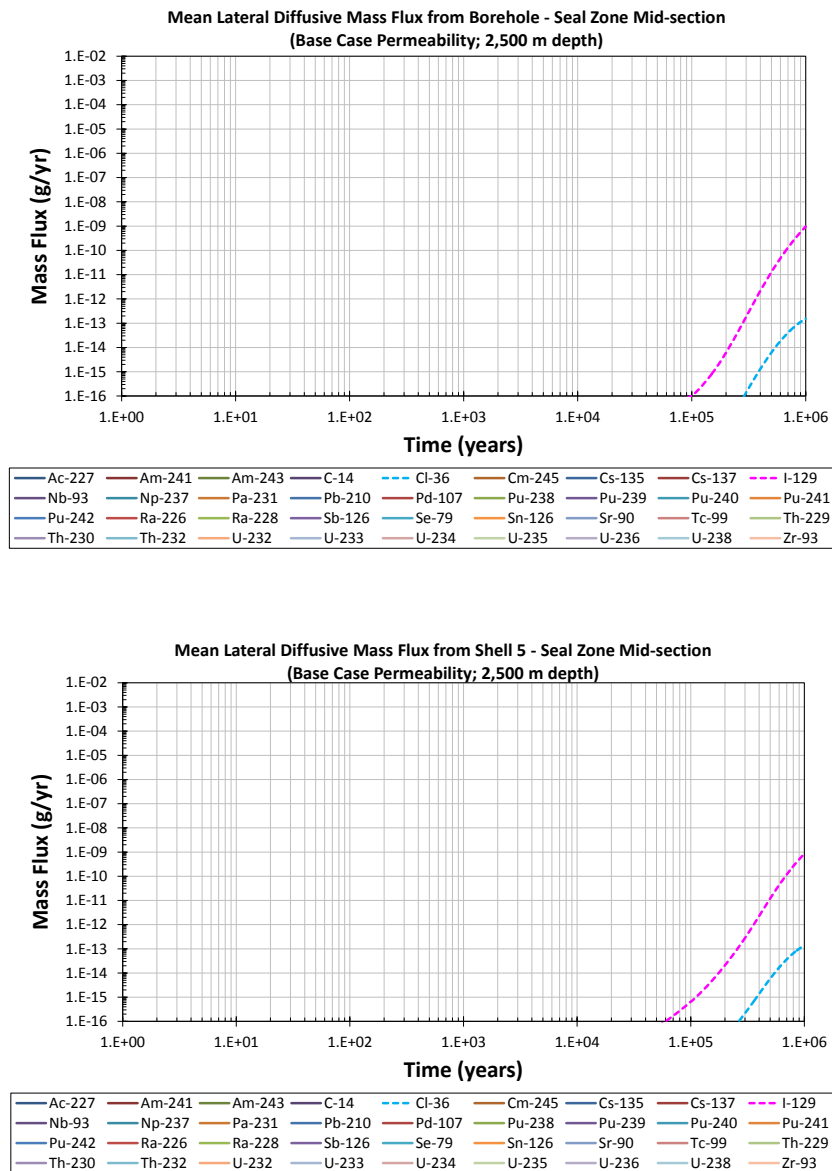 Mean Lateral Diffusive Mass Flux from Borehole - Seal Zone Mid-section
(Base Case Permeability; 2,500 m depth)
1.E-02
1.E-03
1.E-04
1.E-05
1.E-06
1.E-07
1.E-08
1.E-09
1.E-10
1.E-11
1.E-12
1.E-13
1.E-14
1.E-15
1.E-16
Mass Flux (g/yr)
1.E+00 1.E+01 1.E+02 1.E+03 1.E+04 1.E+05 1.E+06
Time (years)
Ac-227 Am-241 Am-243 C-14 Cl-36 Cm-245 Cs-135 Cs-137 I-129
Nb-93 Np-237 Pa-231 Pb-210 Pd-107 Pu-238 Pu-239 Pu-240 Pu-241
Pu-242 Ra-226 Ra-228 Sb-126 Se-79 Sn-126 Sr-90 Tc-99 Th-229
Th-230 Th-232 U-232 U-233 U-234 U-235 U-236 U-238 Zr-93
Mean Lateral Diffusive Mass Flux from Shell 5 - Seal Zone Mid-section
(Base Case Permeability; 2,500 m depth)
1.E-02
1.E-03
1.E-04
1.E-05
1.E-06
1.E-07
1.E-08
1.E-09
1.E-10
1.E-11
1.E-12
1.E-13
1.E-14
1.E-15
1.E-16
Mass Flux (g/yr)
1.E+00 1.E+01 1.E+02 1.E+03 1.E+04 1.E+05 1.E+06
Time (years)
Ac-227 Am-241 Am-243 C-14 Cl-36 Cm-245 Cs-135 Cs-137 I-129
Nb-93 Np-237 Pa-231 Pb-210 Pd-107 Pu-238 Pu-239 Pu-240 Pu-241
Pu-242 Ra-226 Ra-228 Sb-126 Se-79 Sn-126 Sr-90 Tc-99 Th-229
Th-230 Th-232 U-232 U-233 U-234 U-235 U-236 U-238 Zr-93